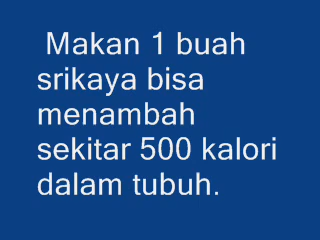 Makan 1 buah
srikaya bisa
menambah
sekitar 500 kalori
dalam tubuh.